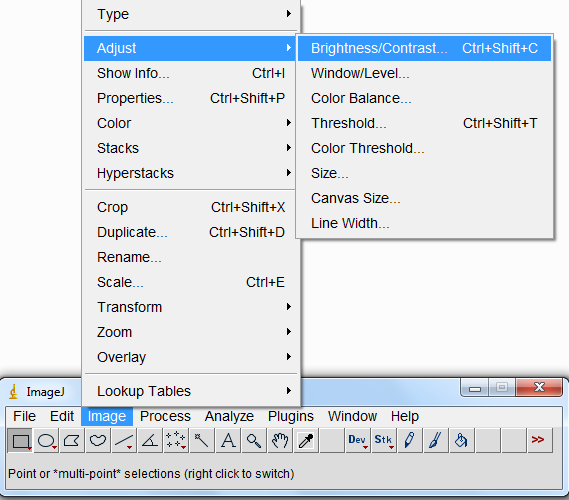 Type
Adjust
Brightness/Contrast... Ctrl+Shift+C
Show Info... Ctrl+I
Window/Level...
Properties... Ctrl+Shift+P
Color Balance...
Color
Threshold... Ctrl+Shift+T
Stacks
Color Threshold...
Hyperstacks
Size...
Crop Ctrl+Shift+X
Canvas Size...
Duplicate... Ctrl+Shift+D
Line Width...
Rename...
Scale... Ctrl+E
Transform
Zoom
Overlay
Lookup Tables
ImageJ
File Edit Image Process Analyze Plugins Window Help
A Dev Stk >>
Point or *multi-point* selections (right click to switch)